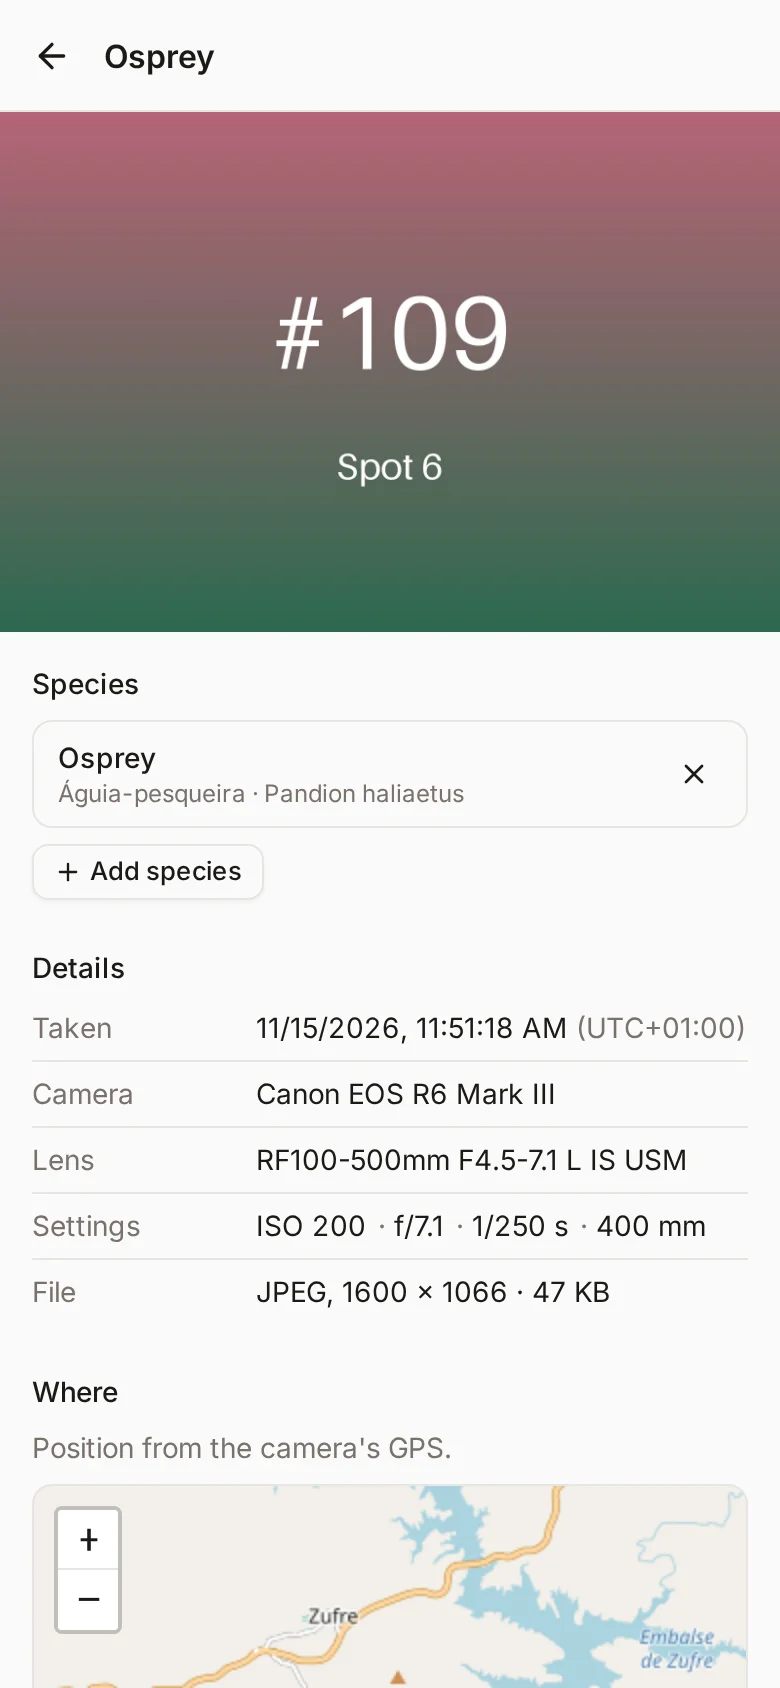 Osprey
#109
Spot 6
Species
Osprey
Águia-pesqueira · Pandion haliaetus
+ Add species
Details
Taken 11/15/2026, 11:51:18 AM (UTC+01:00)
Camera Canon EOS R6 Mark III
Lens RF100-500mm F4.5-7.1 L IS USM
Settings ISO 200 · f/7.1 · 1/250 s · 400 mm
File JPEG, 1600 × 1066 · 47 KB
Where
Position from the camera's GPS.
+
−
Zufre
Embalse
de Zufre